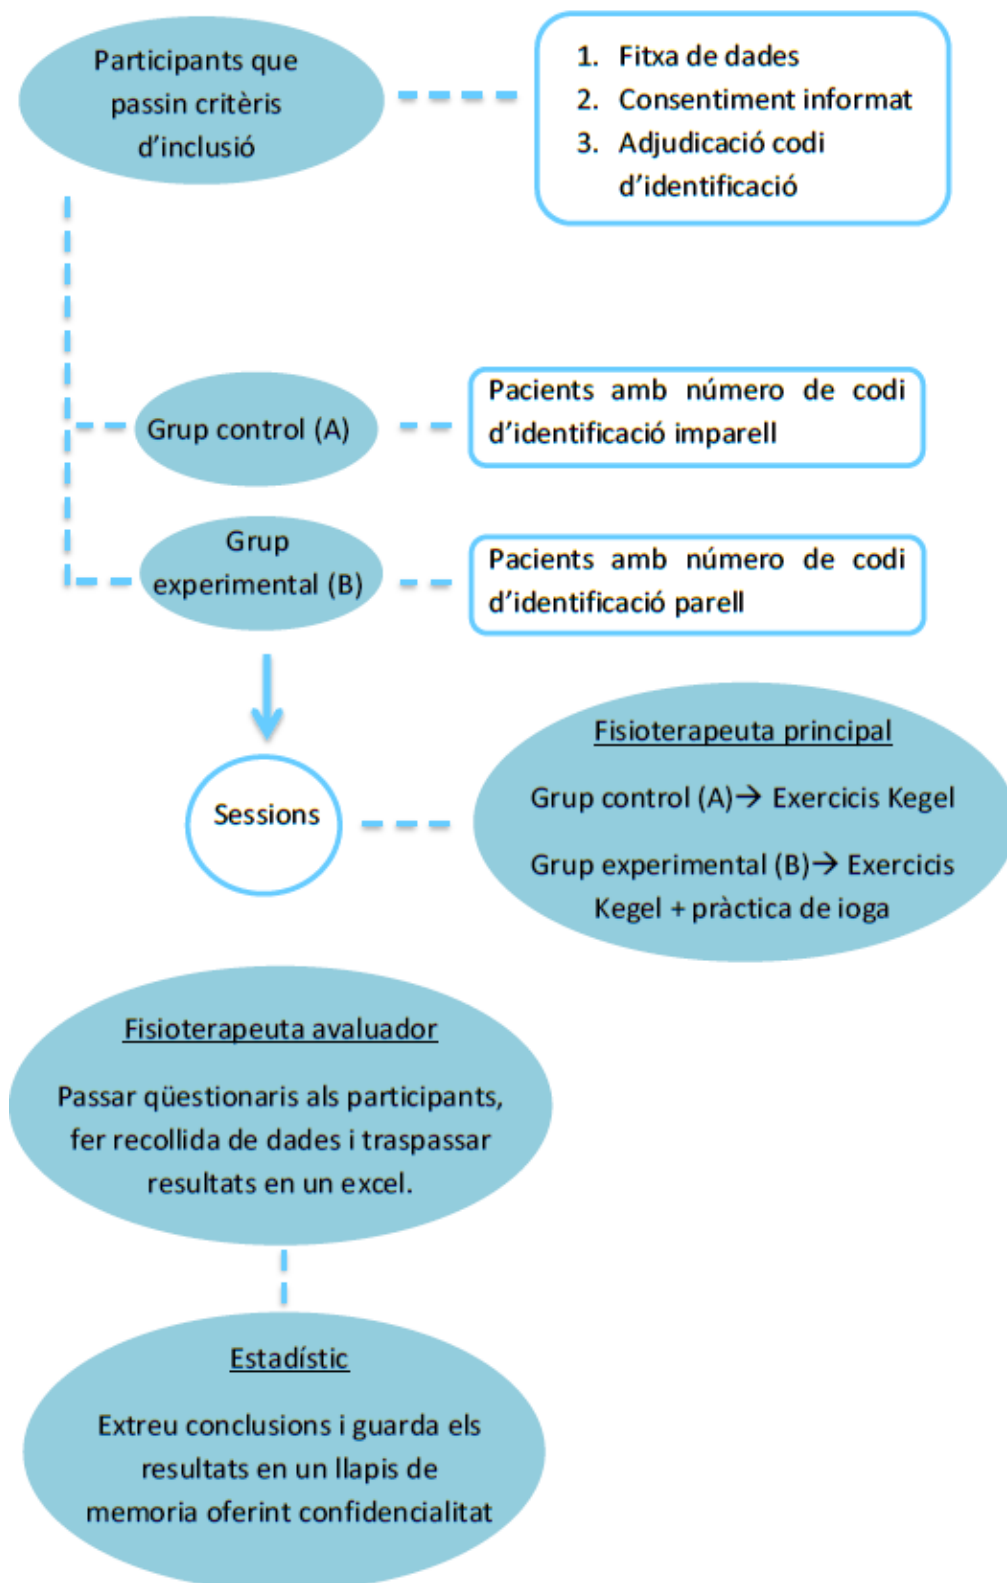 Participants que
passin critèris
d'inclusió
1. Fitxa de dades
2. Consentiment informat
3. Adjudicació codi
d'identificació
Grup control (A)
Pacients amb número de codi
d'identificació imparell
Grup
experimental (B)
Pacients amb número de codi
d'identificació parell
Sessions
Fisioterapeuta principal
Grup control (A)→ Exercicis Kegel
Grup experimental (B)→ Exercicis
Kegel + pràctica de ioga
Fisioterapeuta avaluador
Passar qüestionaris als participants,
fer recollida de dades i traspassar
resultats en un excel.
Estadístic
Extreu conclusions i guarda els
resultats en un llapis de
memoria oferint confidencialitat